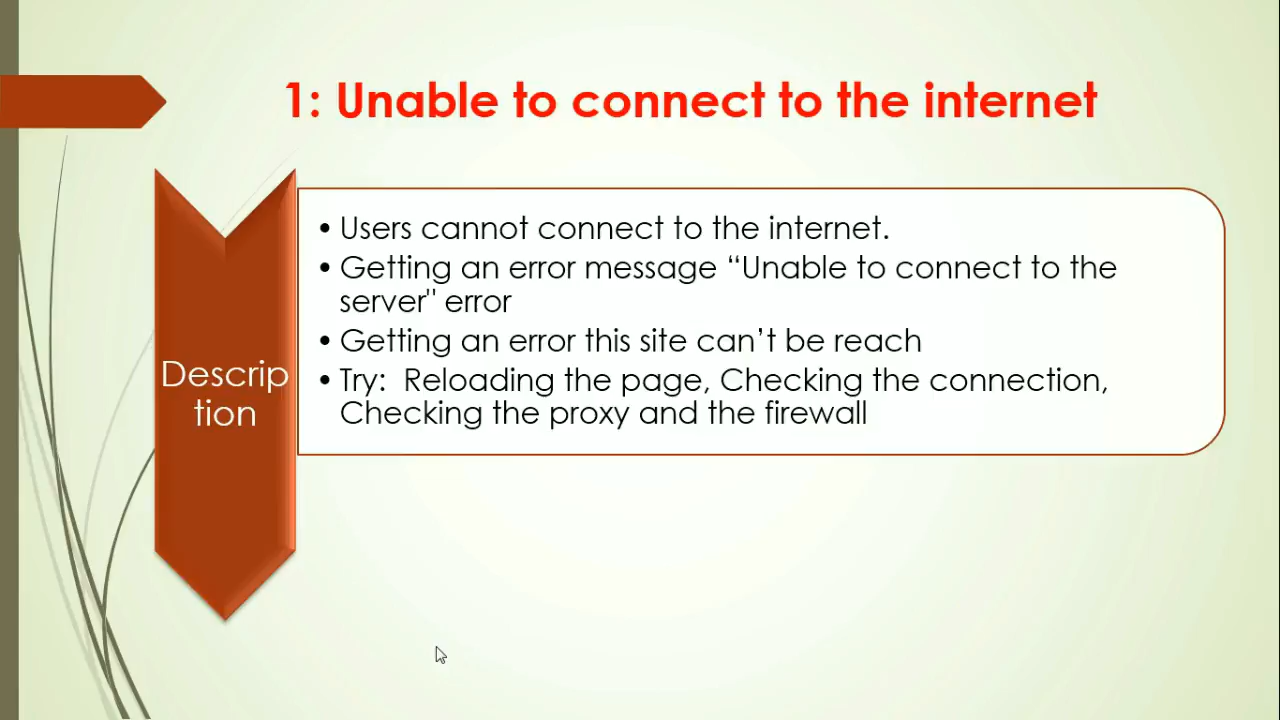 1: Unable to connect to the internet
Descrip
tion
• Users cannot connect to the internet.
• Getting an error message “Unable to connect to the
server" error
• Getting an error this site can’t be reach
• Try:  Reloading the page, Checking the connection,
Checking the proxy and the firewall